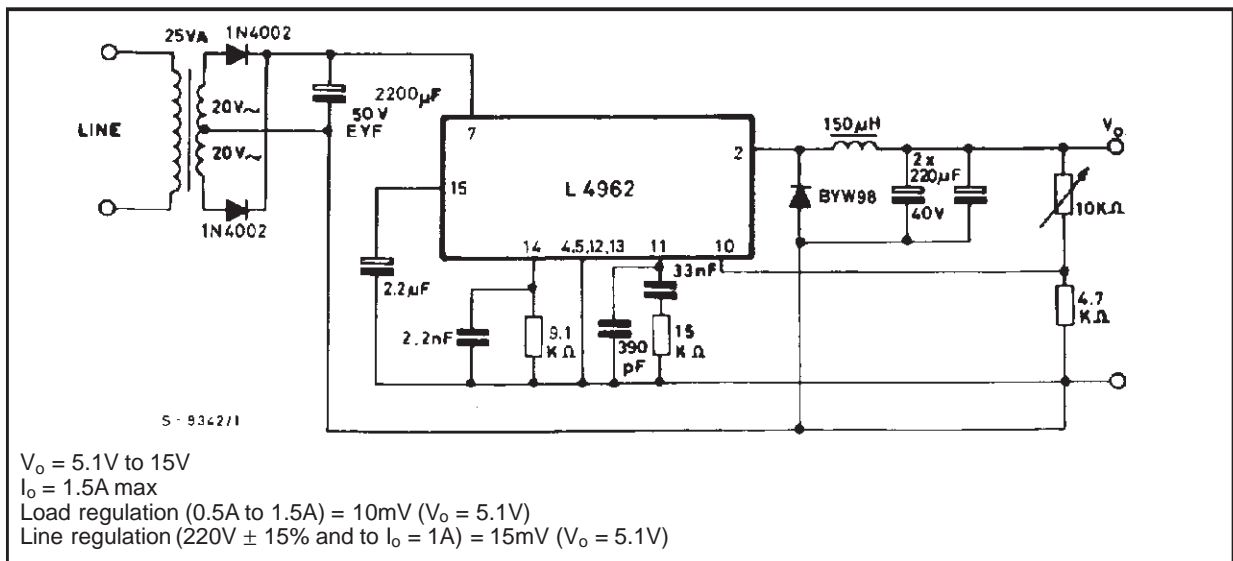 25VA 1N4002
20V~
20V~
LINE
1N4002
2200µF
50V
EYF
7
2
15
L4962
14
4,5,12,13
11
10
150µH
Vo
2x
220µF
40V
BYW98
10KΩ
4.7
KΩ
33nF
2.2µF
2.2nF
9.1
KΩ
390
pF
15
KΩ
S-9342/1
Vo = 5.1V to 15V
Io = 1.5A max
Load regulation (0.5A to 1.5A) = 10mV (Vo = 5.1V)
Line regulation (220V ± 15% and to Io = 1A) = 15mV (Vo = 5.1V)